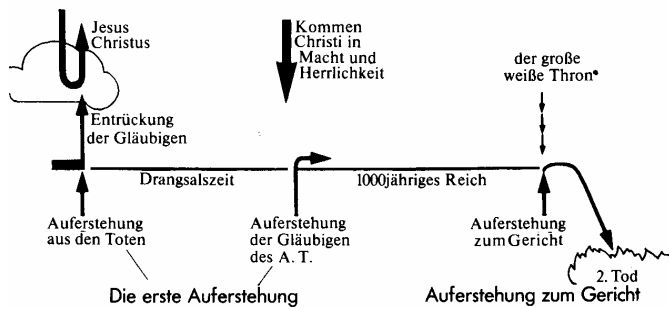 Jesus
Christus
Kommen
Christi in
Macht und
Herrlichkeit
der große
weiße Thron*
Entrückung
der Gläubigen
Drangsalszeit
1000jähriges Reich
Auferstehung
aus den Toten
Auferstehung
der Gläubigen
des A. T.
Auferstehung
zum Gericht
2. Tod
Die erste Auferstehung
Auferstehung zum Gericht